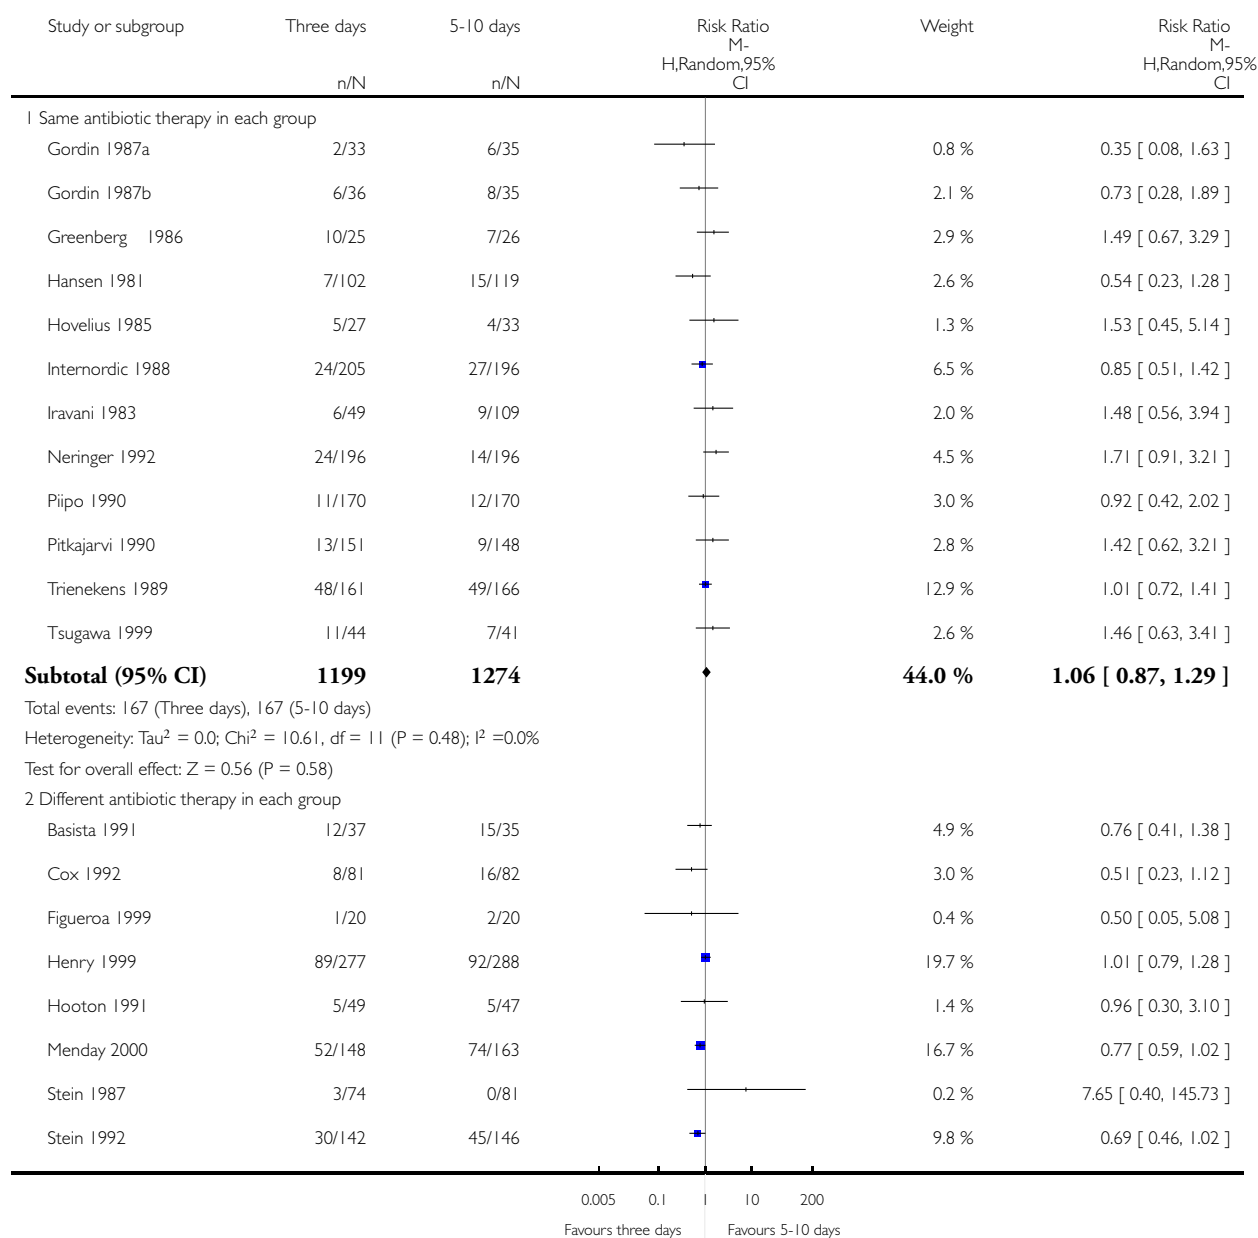 Study or subgroup Three days 5-10 days Risk Ratio Weight Risk Ratio
M- M-
H,Random,95% H,Random,95%
n/N n/N CI CI
1 Same antibiotic therapy in each group
Gordin 1987a 2/33 6/35 0.8 % 0.35 [ 0.08, 1.63 ]
Gordin 1987b 6/36 8/35 2.1 % 0.73 [ 0.28, 1.89 ]
Greenberg 1986 10/25 7/26 2.9 % 1.49 [ 0.67, 3.29 ]
Hansen 1981 7/102 15/119 2.6 % 0.54 [ 0.23, 1.28 ]
Hovelius 1985 5/27 4/33 1.3 % 1.53 [ 0.45, 5.14 ]
Internordic 1988 24/205 27/196 6.5 % 0.85 [ 0.51, 1.42 ]
Iravani 1983 6/49 9/109 2.0 % 1.48 [ 0.56, 3.94 ]
Neringer 1992 24/196 14/196 4.5 % 1.71 [ 0.91, 3.21 ]
Piipo 1990 11/170 12/170 3.0 % 0.92 [ 0.42, 2.02 ]
Pitkajarvi 1990 13/151 9/148 2.8 % 1.42 [ 0.62, 3.21 ]
Trienekens 1989 48/161 49/166 12.9 % 1.01 [ 0.72, 1.41 ]
Tsugawa 1999 11/44 7/41 2.6 % 1.46 [ 0.63, 3.41 ]
Subtotal (95% CI) 1199 1274 44.0 % 1.06 [ 0.87, 1.29 ]
Total events: 167 (Three days), 167 (5-10 days)
Heterogeneity: Tau² = 0.0; Chi² = 10.61, df = 11 (P = 0.48); I² =0.0%
Test for overall effect: Z = 0.56 (P = 0.58)
2 Different antibiotic therapy in each group
Basista 1991 12/37 15/35 4.9 % 0.76 [ 0.41, 1.38 ]
Cox 1992 8/81 16/82 3.0 % 0.51 [ 0.23, 1.12 ]
Figueroa 1999 1/20 2/20 0.4 % 0.50 [ 0.05, 5.08 ]
Henry 1999 89/277 92/288 19.7 % 1.01 [ 0.79, 1.28 ]
Hooton 1991 5/49 5/47 1.4 % 0.96 [ 0.30, 3.10 ]
Menday 2000 52/148 74/163 16.7 % 0.77 [ 0.59, 1.02 ]
Stein 1987 3/74 0/81 0.2 % 7.65 [ 0.40, 145.73 ]
Stein 1992 30/142 45/146 9.8 % 0.69 [ 0.46, 1.02 ]
0.005 0.1 1 10 200
Favours three days Favours 5-10 days